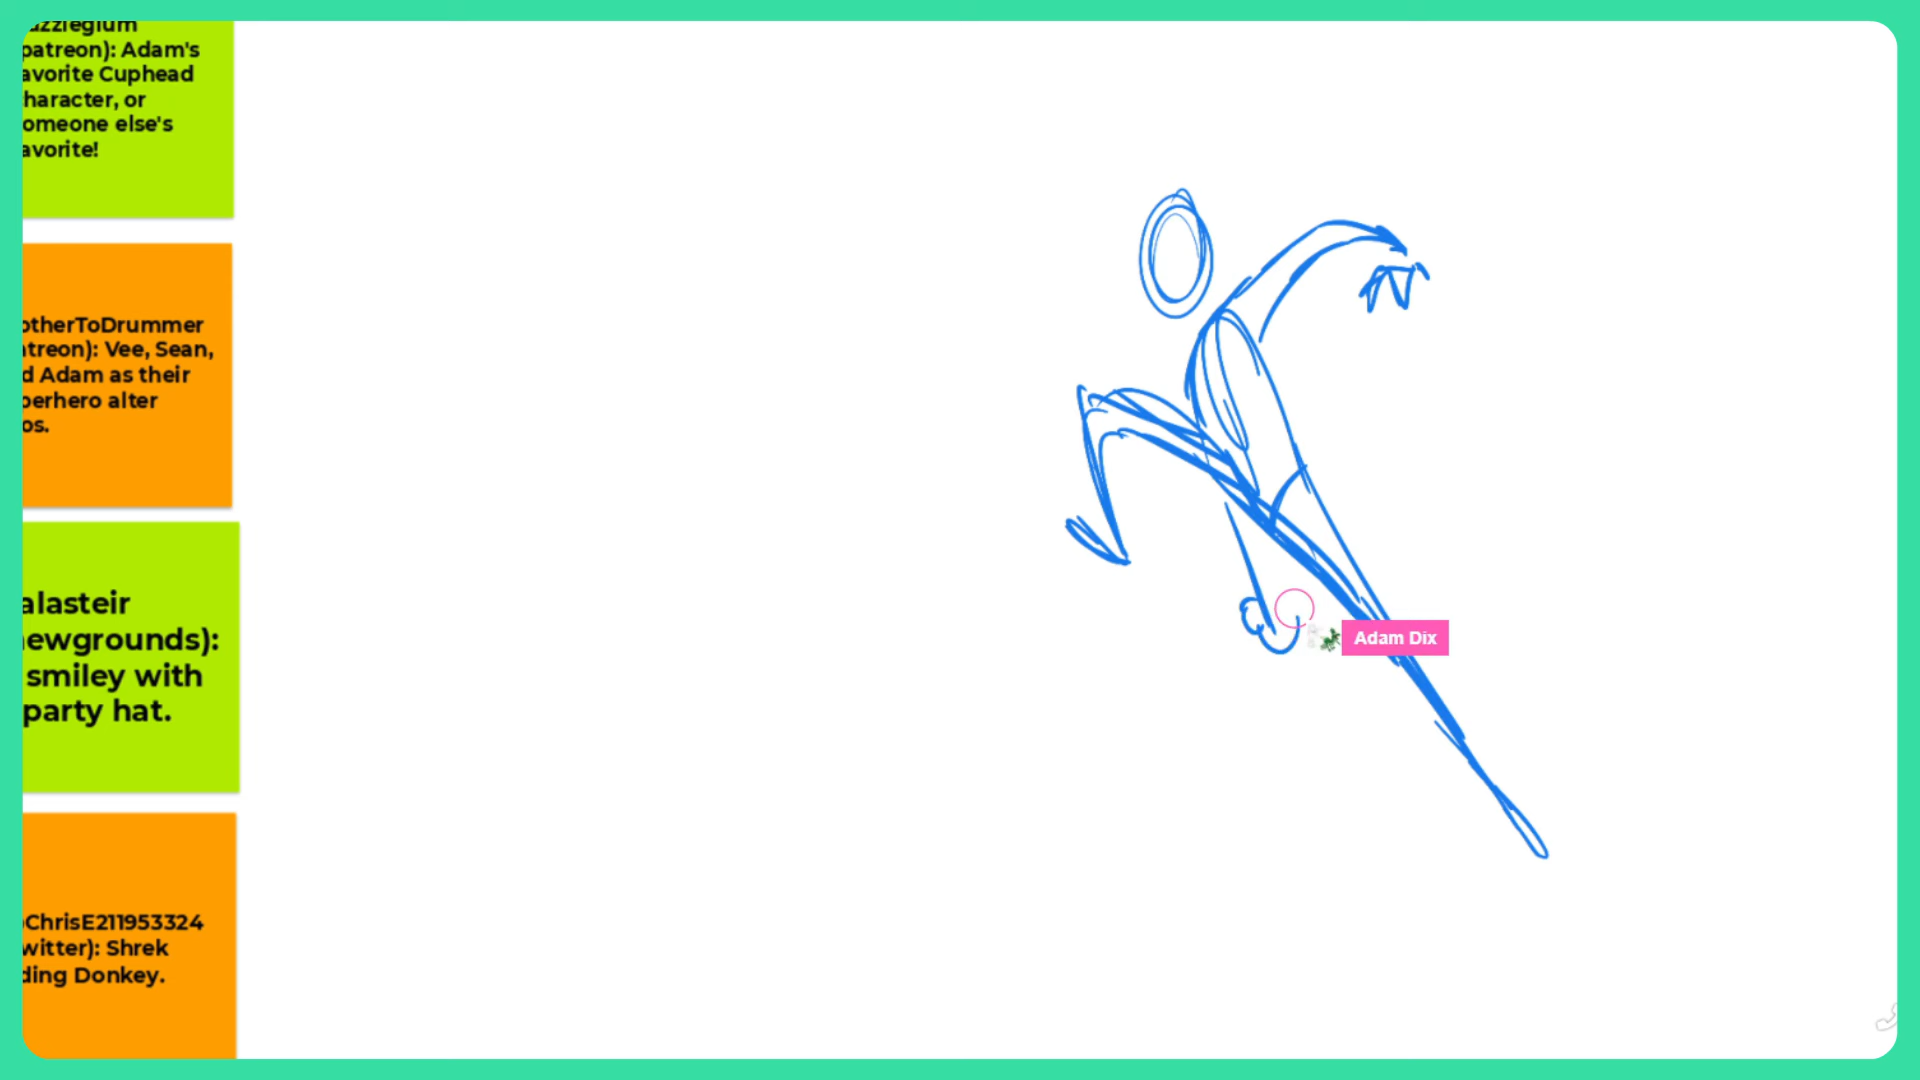 patreon): Adam's
avorite Cuphead
haracter, or
omeone else's
avorite!
otherToDrummer
treon): Vee, Sean,
d Adam as their
perhero alter
os.
alasteir
newgrounds):
smiley with
party hat.
ChrisE211953324
witter): Shrek
ding Donkey.
Adam Dix